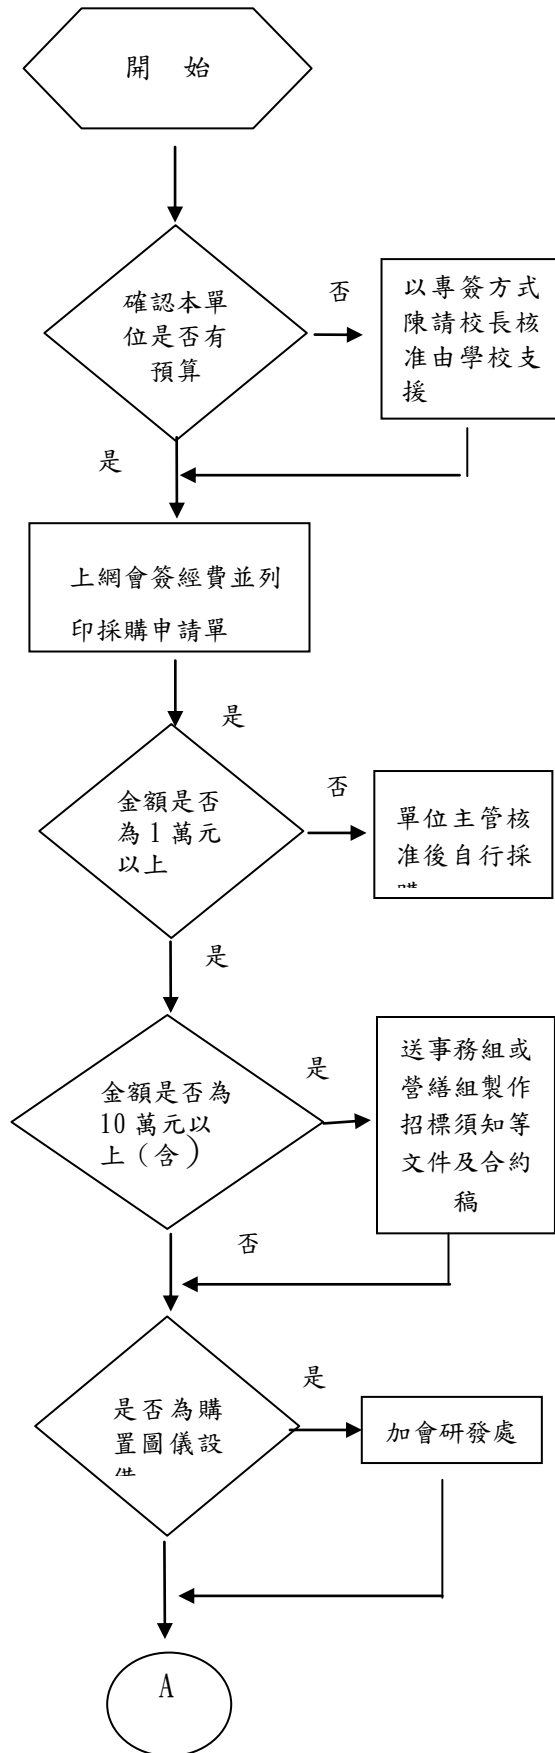 開 始
確認本單
位是否有
預算
否
以專簽方式
陳請校長核
准由學校支
援
是
上網會簽經費並列
印採購申請單
是
金額是否
為1萬元
以上
否
單位主管核
准後自行採
是
金額是否為
10萬元以
上（含）
是
送事務組或
營繕組製作
招標須知等
文件及合約
稿
否
是否為購
置圖儀設
是
加會研發處
A